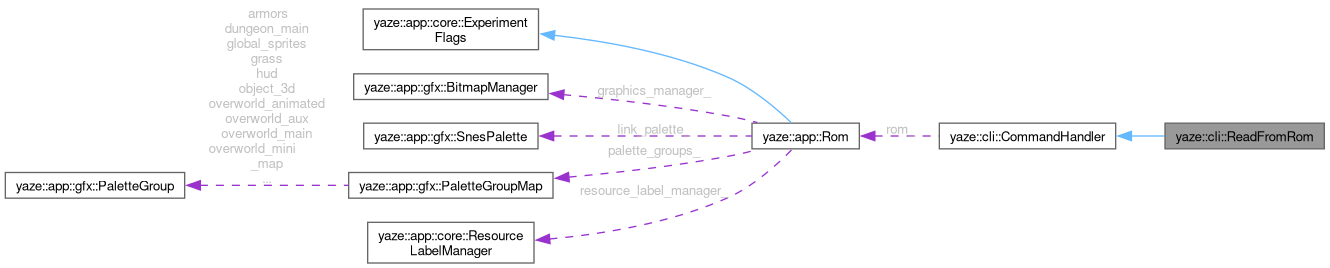 armors
dungeon_main
global_sprites
grass
hud
object_3d
overworld_animated
overworld_aux
overworld_main
overworld_mini
_map
...
yaze::app::gfx::PaletteGroup
yaze::app::core::Experiment
Flags
yaze::app::gfx::BitmapManager
yaze::app::gfx::SnesPalette
yaze::app::gfx::PaletteGroupMap
yaze::app::core::Resource
LabelManager
graphics_manager_
link_palette_
palette_groups_
resource_label_manager_
yaze::app::Rom
rom
yaze::cli::CommandHandler
yaze::cli::ReadFromRom